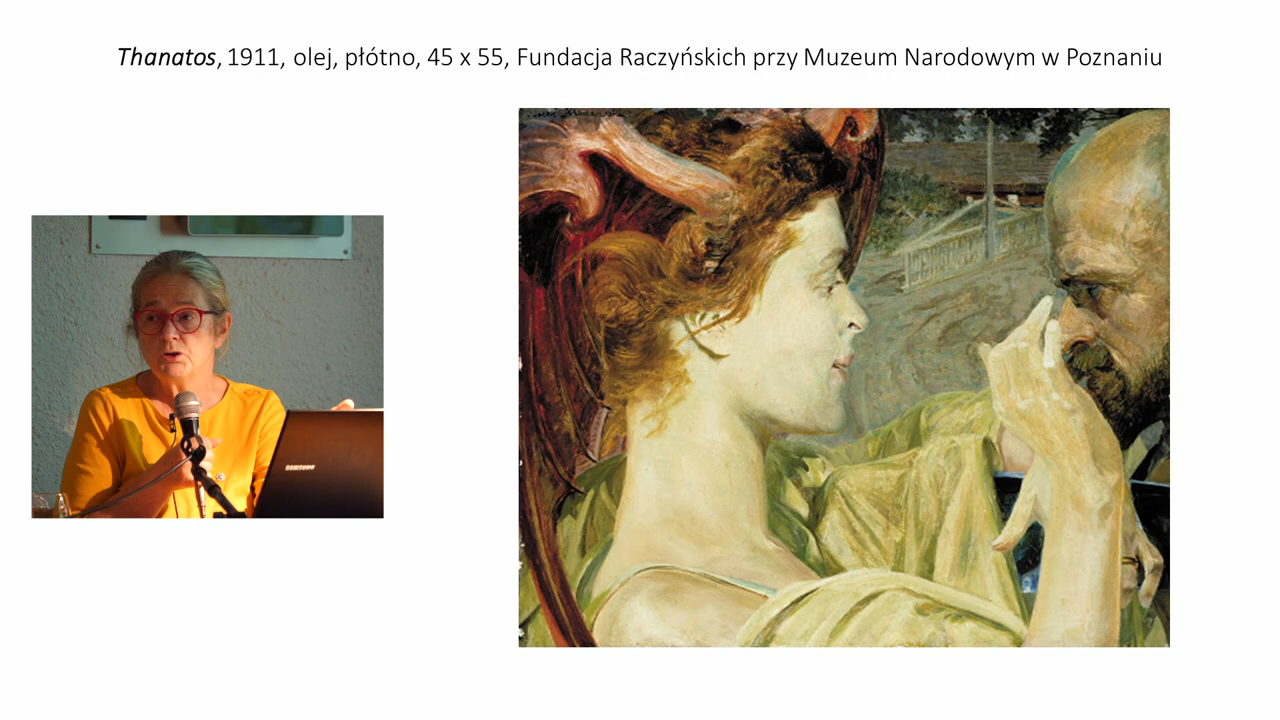 Thanatos, 1911, olej, płótno, 45 x 55, Fundacja Raczyńskich przy Muzeum Narodowym w Poznaniu
SAMSUNG